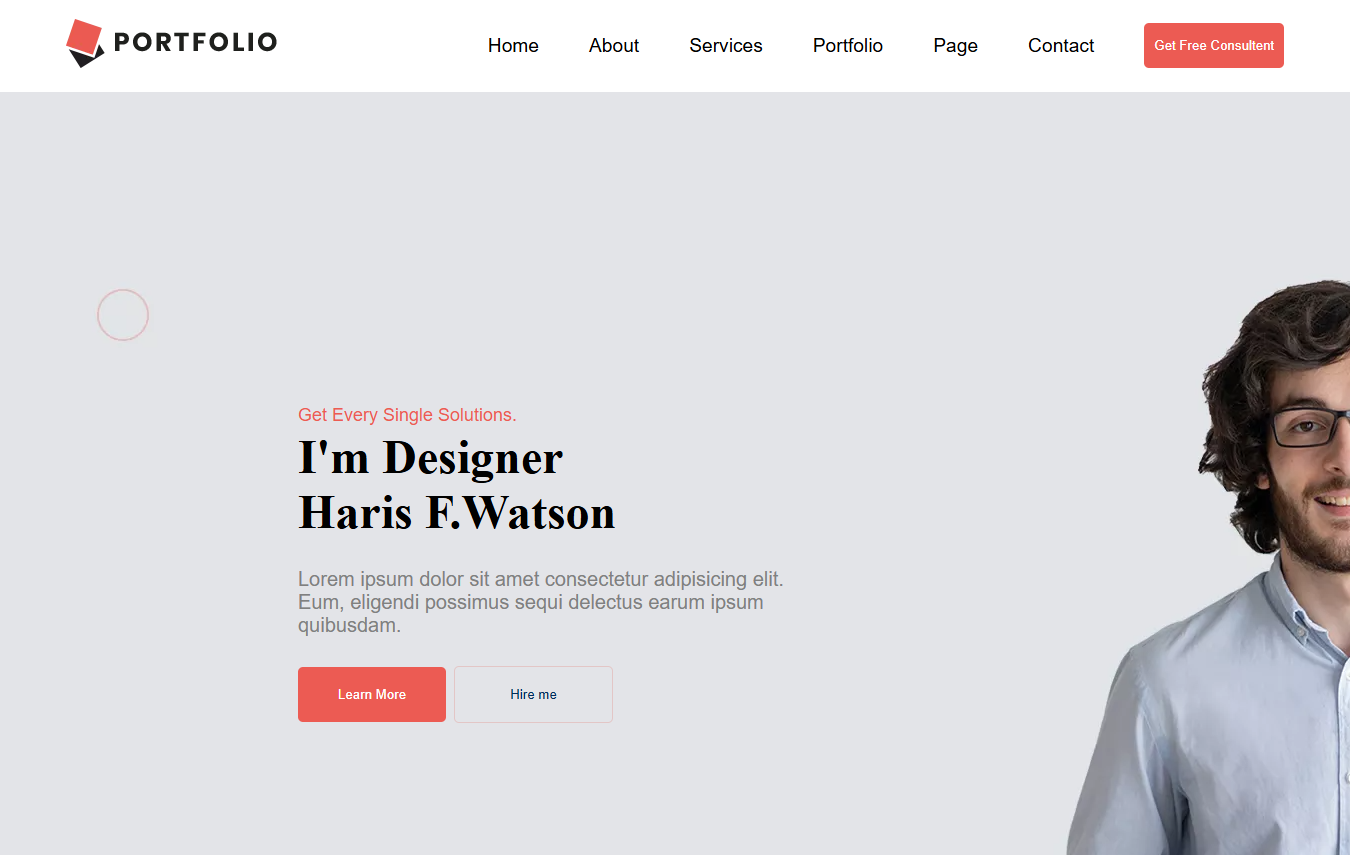 PORTFOLIO
Home About Services Portfolio Page Contact Get Free Consultent
Get Every Single Solutions.
I'm Designer
Haris F.Watson
Lorem ipsum dolor sit amet consectetur adipisicing elit.
Eum, eligendi possimus sequi delectus earum ipsum
quibusdam.
Learn More Hire me